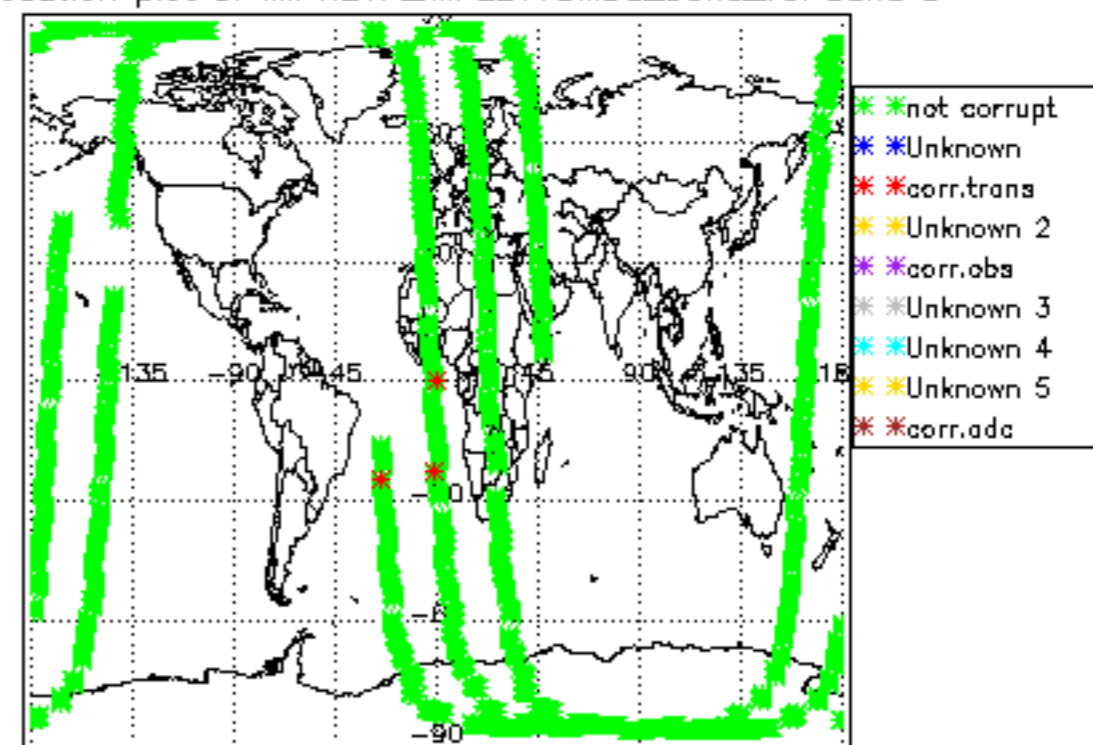 -135 -90 -45 45 90 135
-90
not corrupt
Unknown
corr.trans
Unknown 2
corr.obs
Unknown 3
Unknown 4
Unknown 5
corr.adc